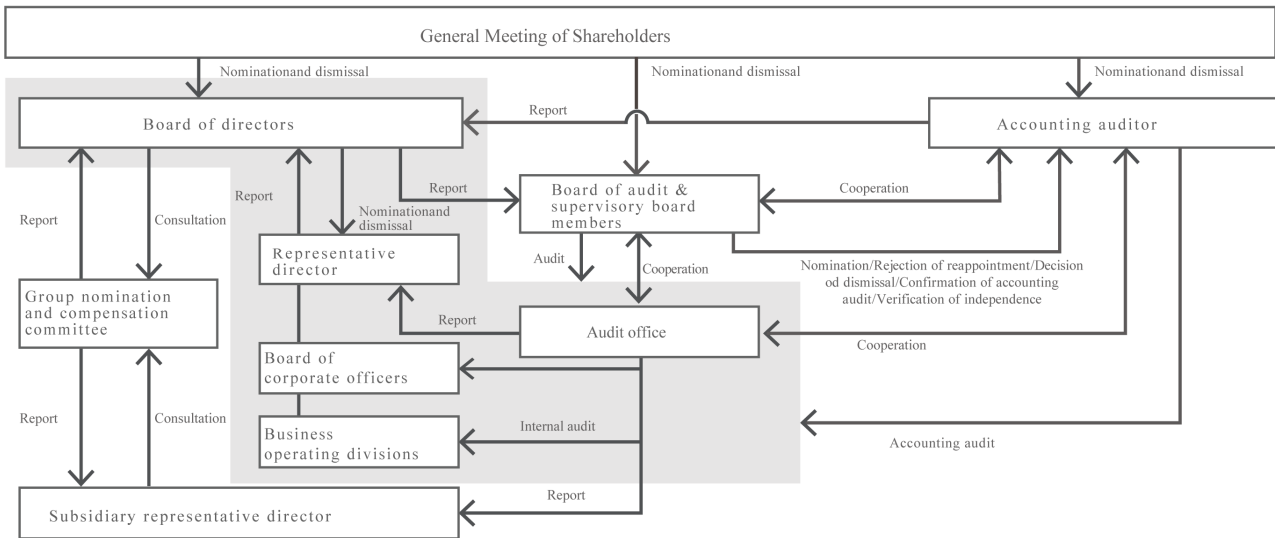 General Meeting of Shareholders
Nominationand dismissal
Nominationand dismissal
Nominationand dismissal
Board of directors
Report
Accounting auditor
Report
Consultation
Report
Nominationand
dismissal
Report
Board of audit &
supervisory board
members
Cooperation
Representative
director
Audit
Cooperation
Nomination/Rejection of reappointment/Decision
od dismissal/Confirmation of accounting
audit/Verification of independence
Group nomination
and compensation
committee
Report
Audit office
Cooperation
Board of
corporate officers
Report
Consultation
Business
operating divisions
Internal audit
Accounting audit
Report
Subsidiary representative director